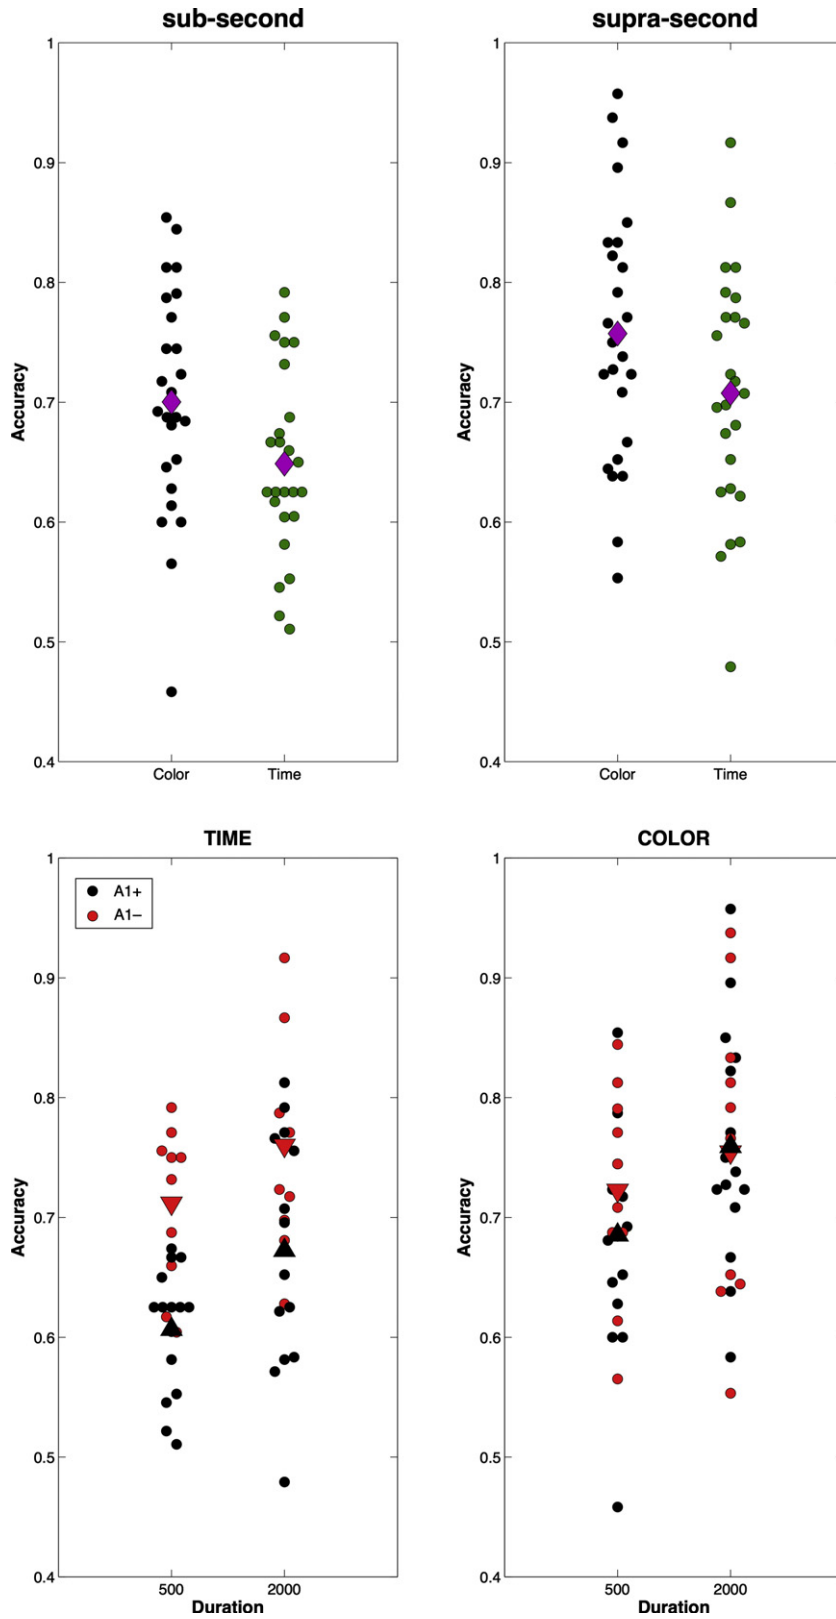 sub-second
supra-second
1
0.9
0.8
0.7
0.6
0.5
0.4
Accuracy
Color
Time
1
0.9
0.8
0.7
0.6
0.5
0.4
Accuracy
Color
Time
TIME
1
0.9
0.8
0.7
0.6
0.5
0.4
Accuracy
A1+
A1−
500
2000
Duration
COLOR
1
0.9
0.8
0.7
0.6
0.5
0.4
Accuracy
500
2000
Duration